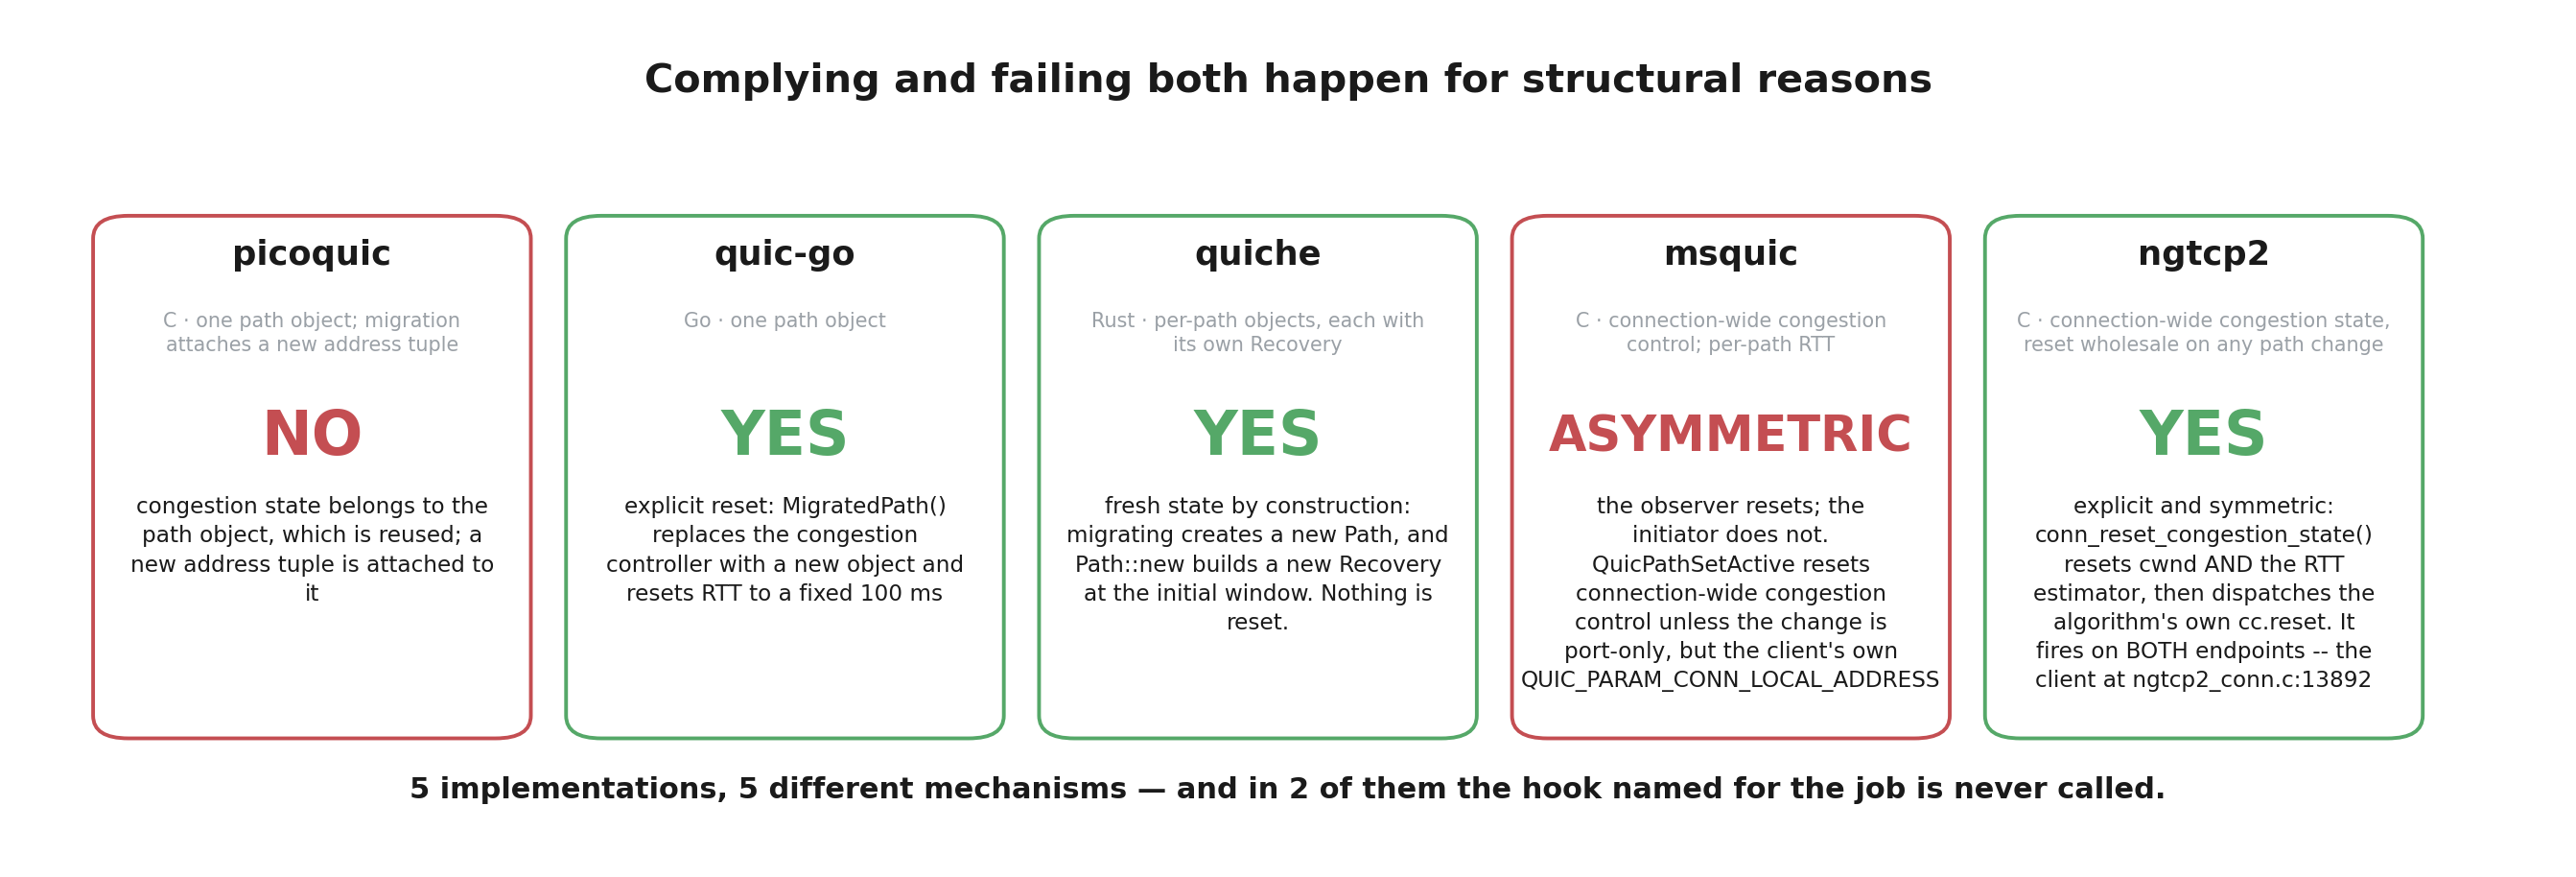 Complying and failing both happen for structural reasons
picoquic
C · one path object; migration
attaches a new address tuple
NO
congestion state belongs to the
path object, which is reused; a
new address tuple is attached to
it
quic-go
Go · one path object
YES
explicit reset: MigratedPath()
replaces the congestion
controller with a new object and
resets RTT to a fixed 100 ms
quiche
Rust · per-path objects, each with
its own Recovery
YES
fresh state by construction:
migrating creates a new Path, and
Path::new builds a new Recovery
at the initial window. Nothing is
reset.
msquic
C · connection-wide congestion
control; per-path RTT
ASYMMETRIC
the observer resets; the
initiator does not.
QuicPathSetActive resets
connection-wide congestion
control unless the change is
port-only, but the client's own
QUIC_PARAM_CONN_LOCAL_ADDRESS
ngtcp2
C · connection-wide congestion state,
reset wholesale on any path change
YES
explicit and symmetric:
conn_reset_congestion_state()
resets cwnd AND the RTT
estimator, then dispatches the
algorithm's own cc.reset. It
fires on BOTH endpoints -- the
client at ngtcp2_conn.c:13892
5 implementations, 5 different mechanisms — and in 2 of them the hook named for the job is never called.